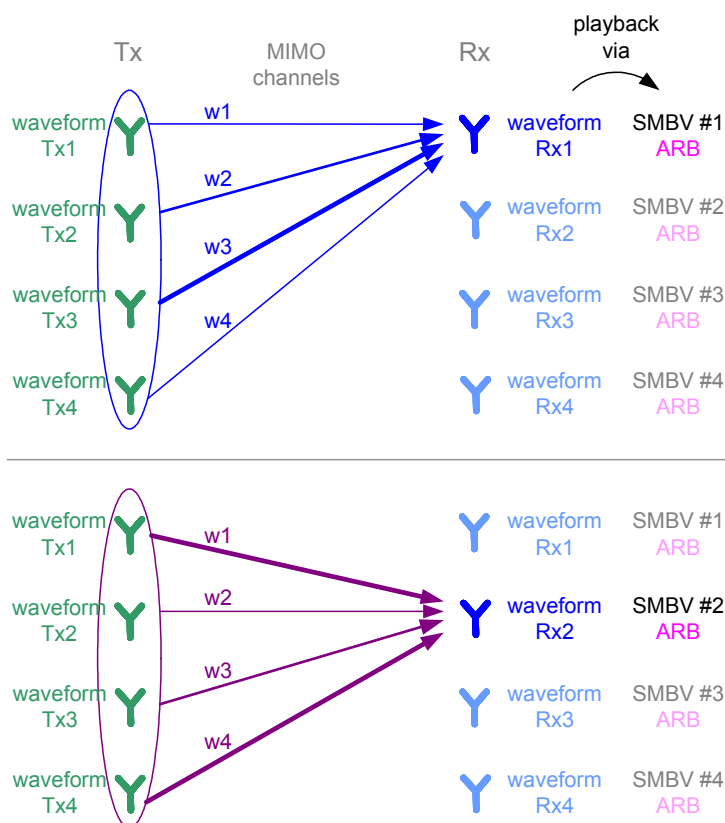 playback
via
Tx
MIMO
channels
Rx
waveform
Tx1
w1
waveform
Rx1
SMBV #1
ARB
waveform
Tx2
w2
waveform
Rx2
SMBV #2
ARB
waveform
Tx3
w3
waveform
Rx3
SMBV #3
ARB
waveform
Tx4
w4
waveform
Rx4
SMBV #4
ARB
waveform
Tx1
w1
waveform
Rx1
SMBV #1
ARB
waveform
Tx2
w2
waveform
Rx2
SMBV #2
ARB
waveform
Tx3
w3
waveform
Rx3
SMBV #3
ARB
waveform
Tx4
w4
waveform
Rx4
SMBV #4
ARB